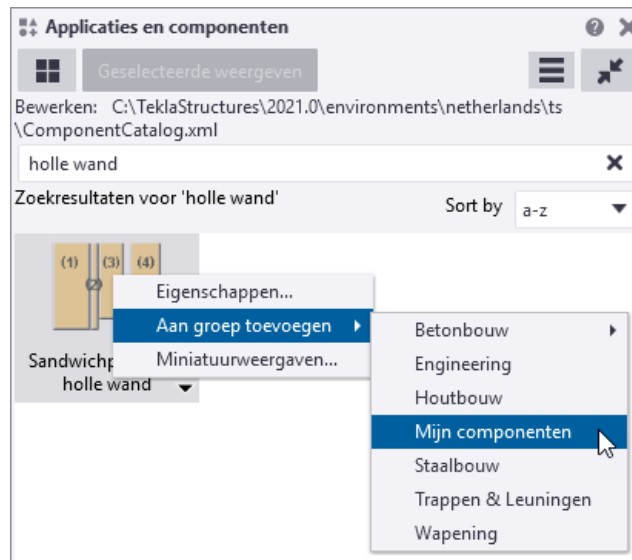 Applicaties en componenten
Geselecteerde weergeven
Bewerken: C:\TeklaStructures\2021.0\environments\netherlands\ts
\ComponentCatalog.xml
holle wand
Zoekresultaten voor 'holle wand'
Sort by a-z
(1) (2) (3) (4)
Eigenschappen...
Aan groep toevoegen
Miniatuurweergaven...
holle wand
Betonbouw
Engineering
Houtbouw
Mijn componenten
Staalbouw
Trappen & Leuningen
Wapening